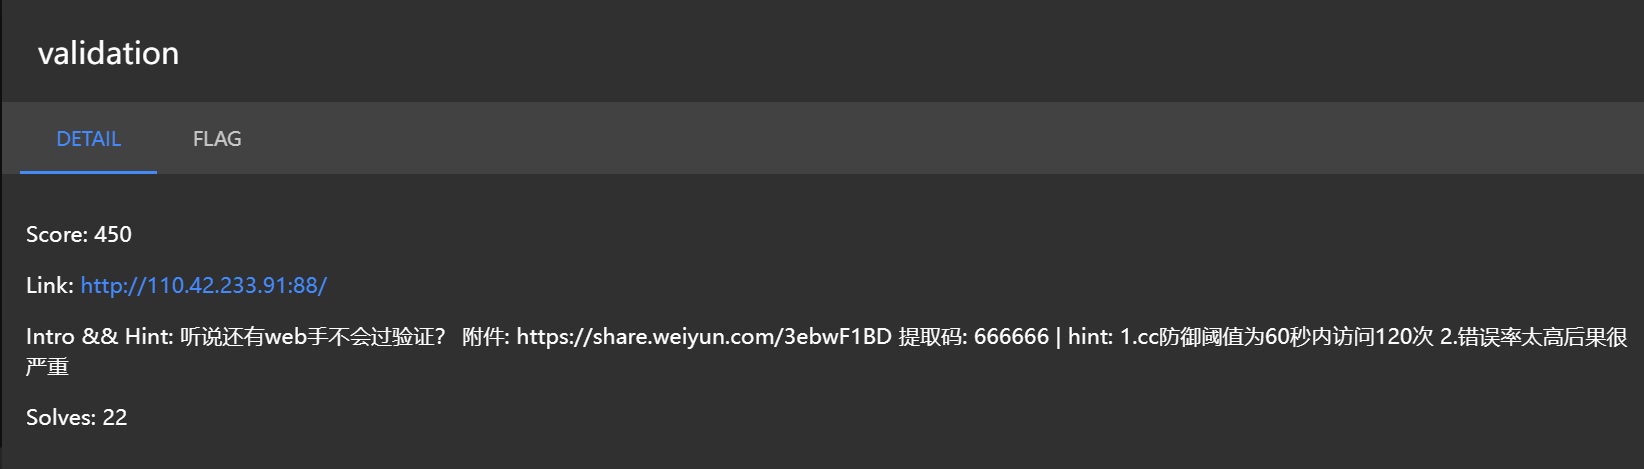 validation
DETAIL FLAG
Score: 450
Link: http://110.42.233.91:88/
Intro && Hint: 听说还有web手不会过验证? 附件: https://share.weiyun.com/3ebwF1BD 提取码: 666666 | hint: 1.cc防御阈值为60秒内访问120次 2.错误率太高后果很
严重
Solves: 22